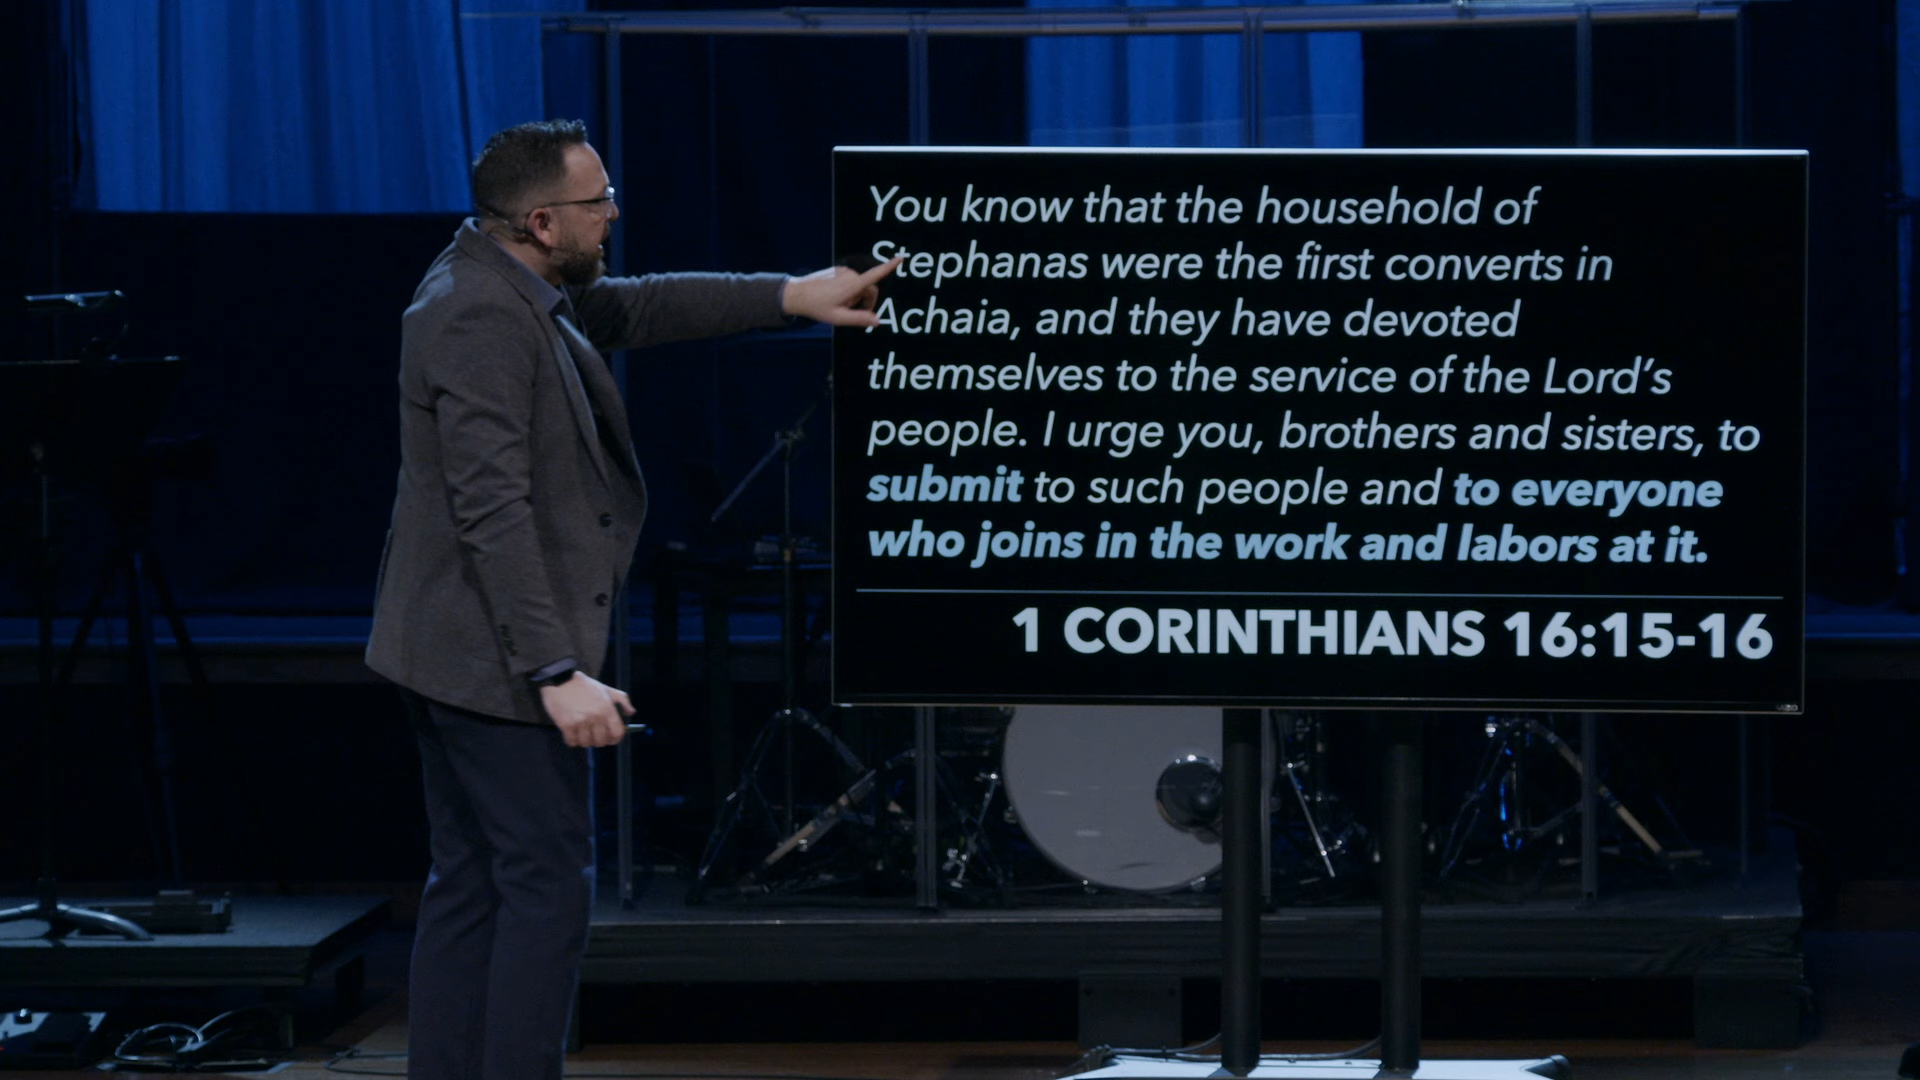 You know that the household of
Stephanas were the first converts in
Achaia, and they have devoted
themselves to the service of the Lord's
people. I urge you, brothers and sisters, to
submit to such people and to everyone
who joins in the work and labors at it.
1 CORINTHIANS 16:15-16
VIZIO